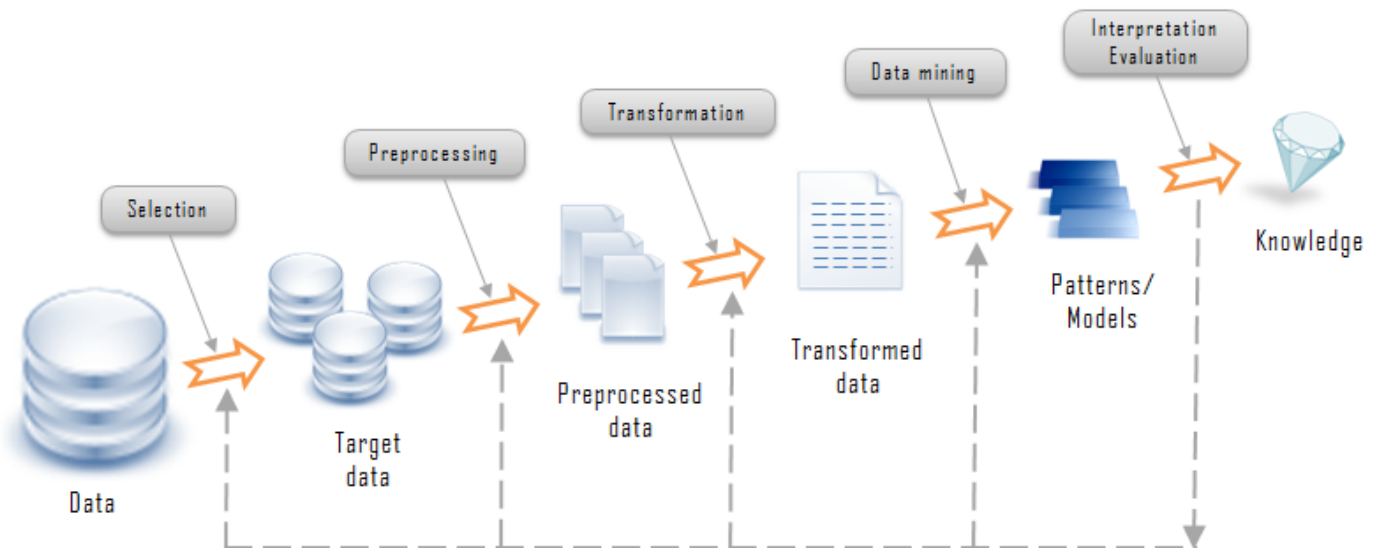 Interpretation
Evaluation
Data mining
Transformation
Preprocessing
Selection
Data
Target
data
Preprocessed
data
Transformed
data
Patterns/
Models
Knowledge